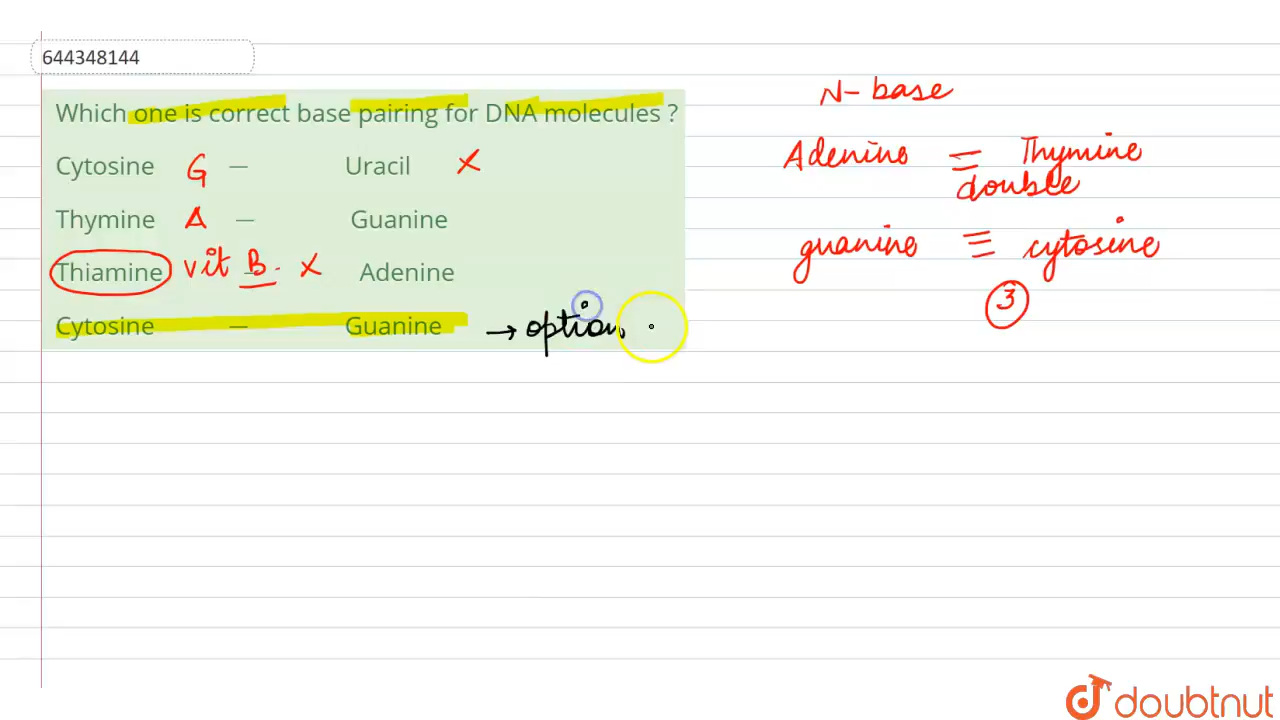 644348144
Which one is correct base pairing for DNA molecules ?
Cytosine G — Uracil X
Thymine A — Guanine
Thiamine vit B. X — Adenine
Cytosine — Guanine → option
N-base
Adenine = Thymine
double
guanine ≡ cytosine
3
doubtnut